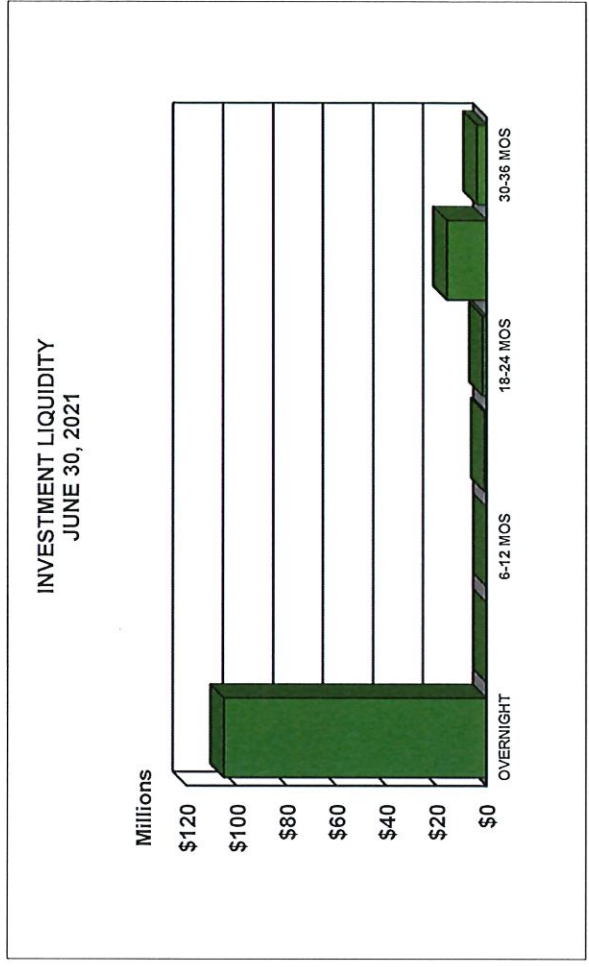 INVESTMENT LIQUIDITY
JUNE 30, 2021
Millions
$120
$100
$80
$60
$40
$20
$0
OVERNIGHT
6-12 MOS
18-24 MOS
30-36 MOS